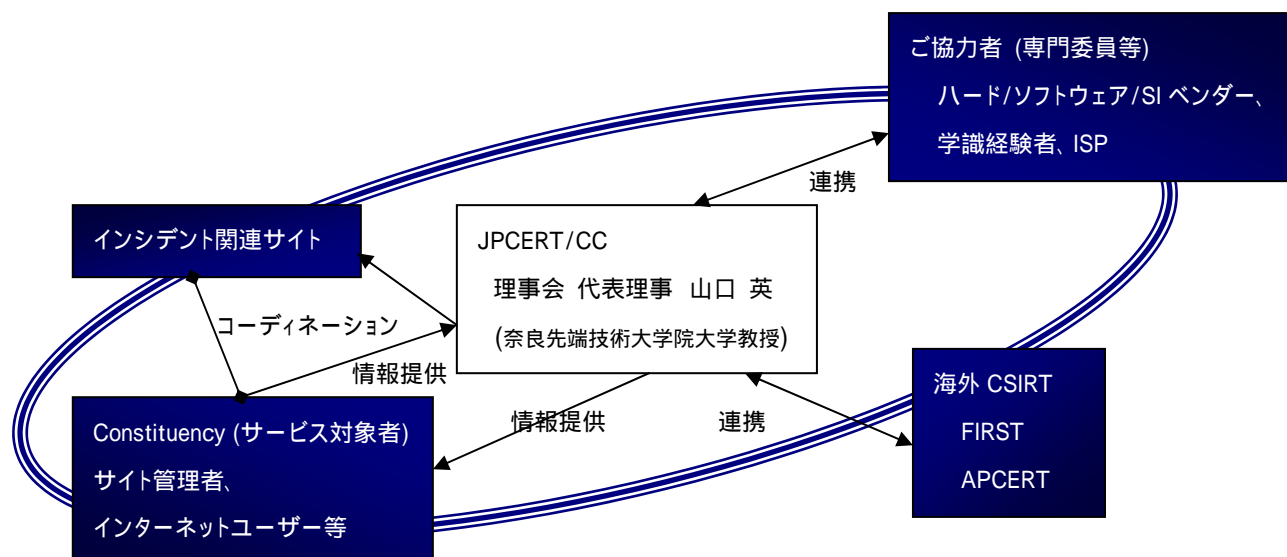 ご協力者 (専門委員等)
ハード/ソフトウェア/SI ベンダー、
学識経験者、ISP
連携
インシデント関連サイト
JPCERT/CC
理事会 代表理事 山口 英
(奈良先端技術大学院大学教授)
コーディネーション
情報提供
海外 CSIRT
FIRST
APCERT
情報提供
連携
Constituency (サービス対象者)
サイト管理者、
インターネットユーザー等